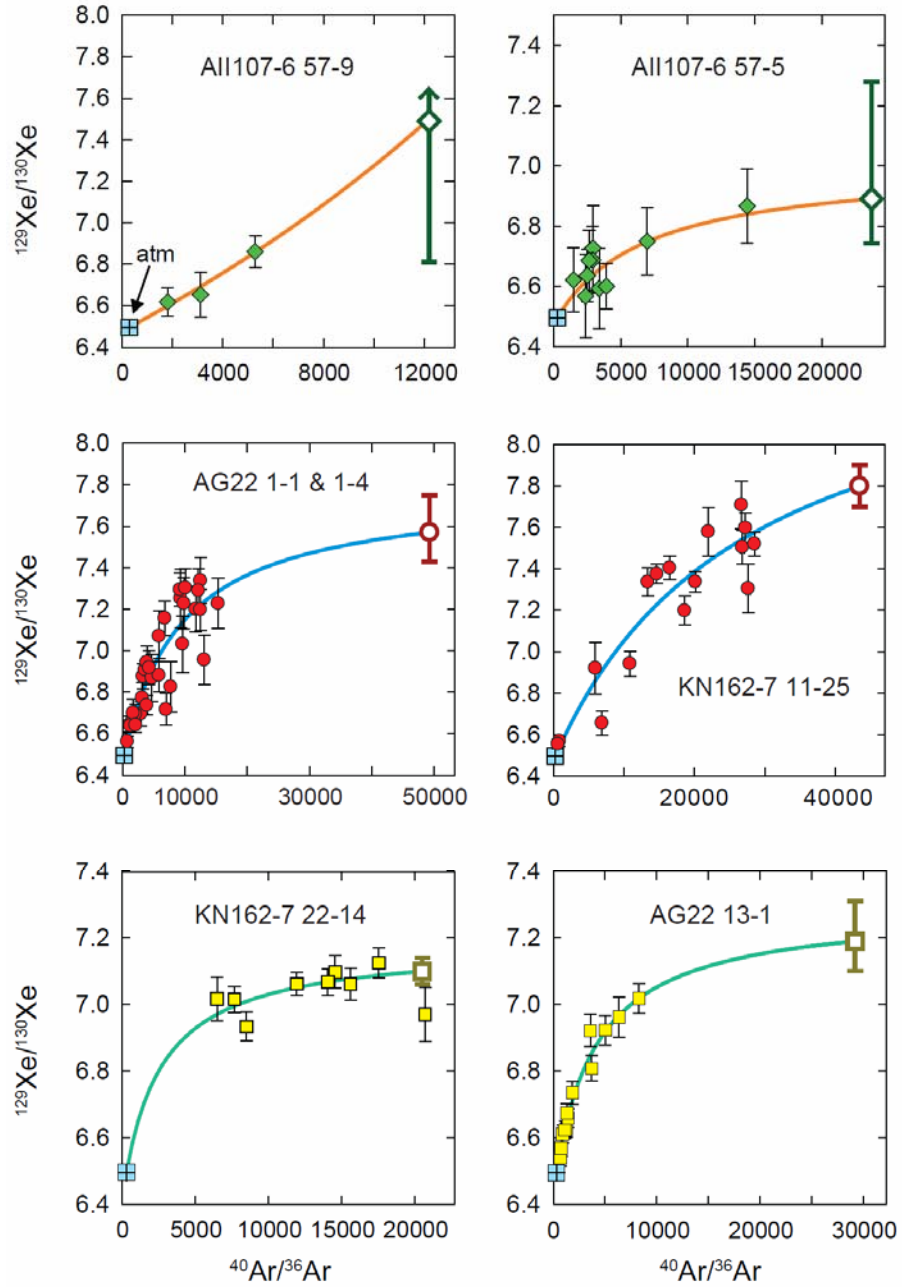 AII107-6 57-9
8.0
7.8
7.6
7.4
7.2
7.0
6.8
6.6
6.4
¹²⁹Xe/¹³⁰Xe
atm
0 4000 8000 12000
AII107-6 57-5
7.4
7.2
7.0
6.8
6.6
6.4
0 5000 10000 15000 20000
AG22 1-1 & 1-4
8.0
7.8
7.6
7.4
7.2
7.0
6.8
6.6
6.4
¹²⁹Xe/¹³⁰Xe
0 10000 30000 50000
8.0
7.8
7.6
7.4
7.2
7.0
6.8
6.6
6.4
KN162-7 11-25
0 20000 40000
KN162-7 22-14
7.4
7.2
7.0
6.8
6.6
6.4
¹²⁹Xe/¹³⁰Xe
0 5000 10000 15000 20000
⁴⁰Ar/³⁶Ar
AG22 13-1
7.4
7.2
7.0
6.8
6.6
6.4
0 10000 20000 30000
⁴⁰Ar/³⁶Ar